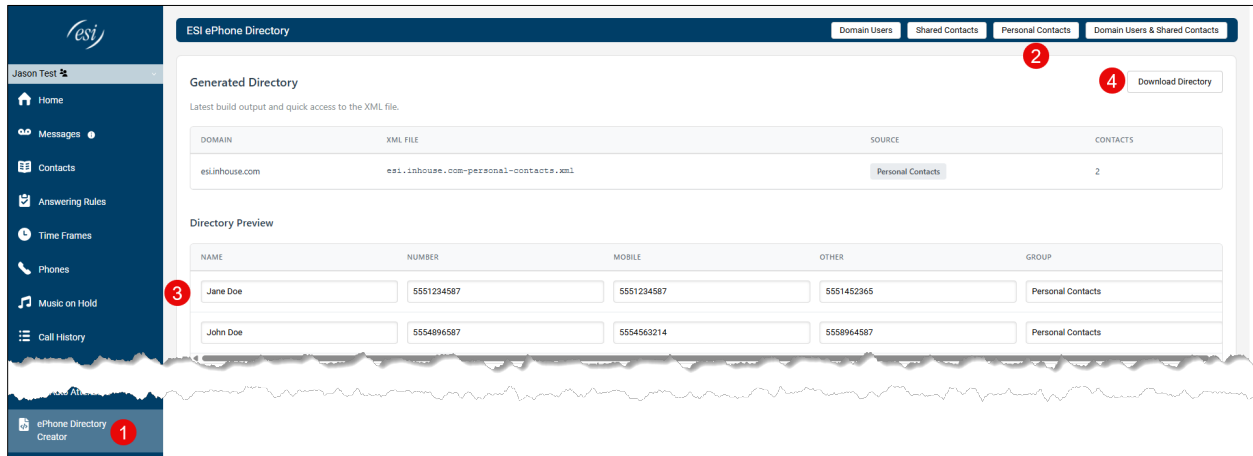 esi
ESI ePhone Directory
Domain Users
Shared Contacts
Personal Contacts
Domain Users & Shared Contacts
2
Jason Test
Home
Messages
Contacts
Answering Rules
Time Frames
Phones
Music on Hold
Call History
ePhone Directory
Creator
1
Generated Directory
4
Download Directory
Latest build output and quick access to the XML file.
DOMAIN XML FILE SOURCE CONTACTS
esi.inhouse.com esi.inhouse.com-personal-contacts.xml Personal Contacts 2
Directory Preview
NAME NUMBER MOBILE OTHER GROUP
3
Jane Doe 5551234587 5551234587 5551452365 Personal Contacts
John Doe 5554896587 5554563214 5558964587 Personal Contacts